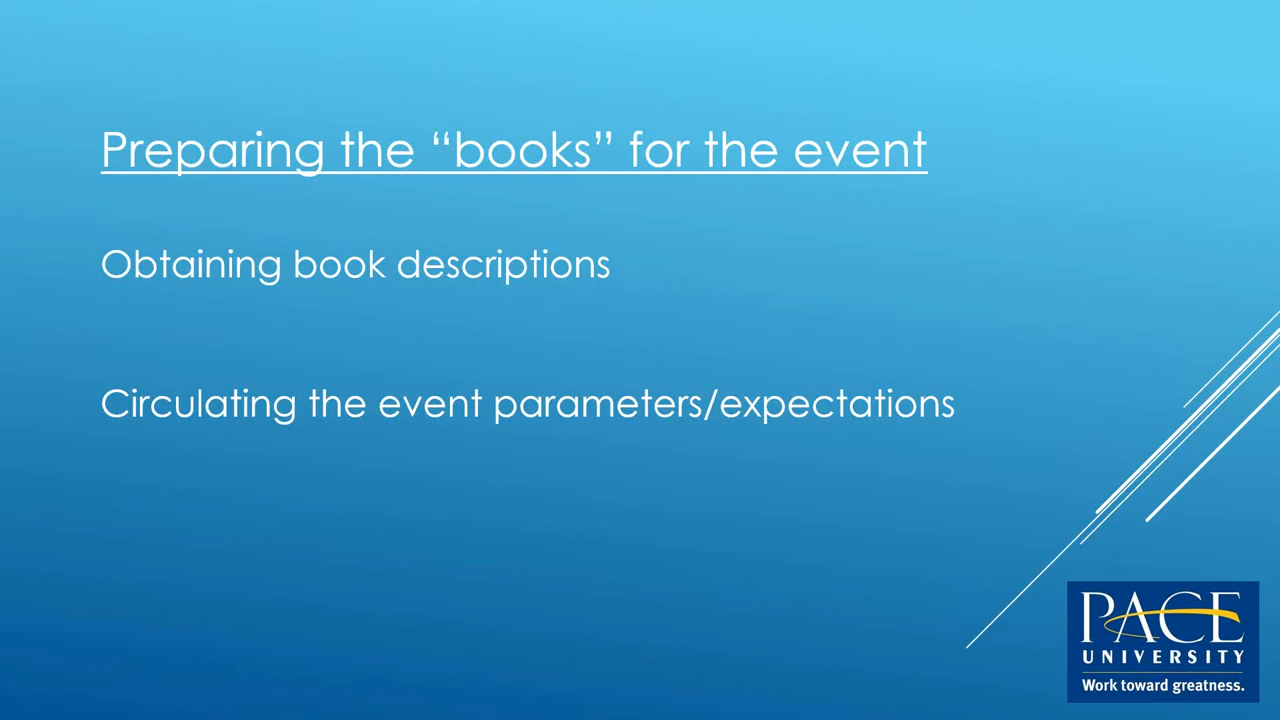 Preparing the “books” for the event
Obtaining book descriptions
Circulating the event parameters/expectations
PACE
UNIVERSITY
Work toward greatness.